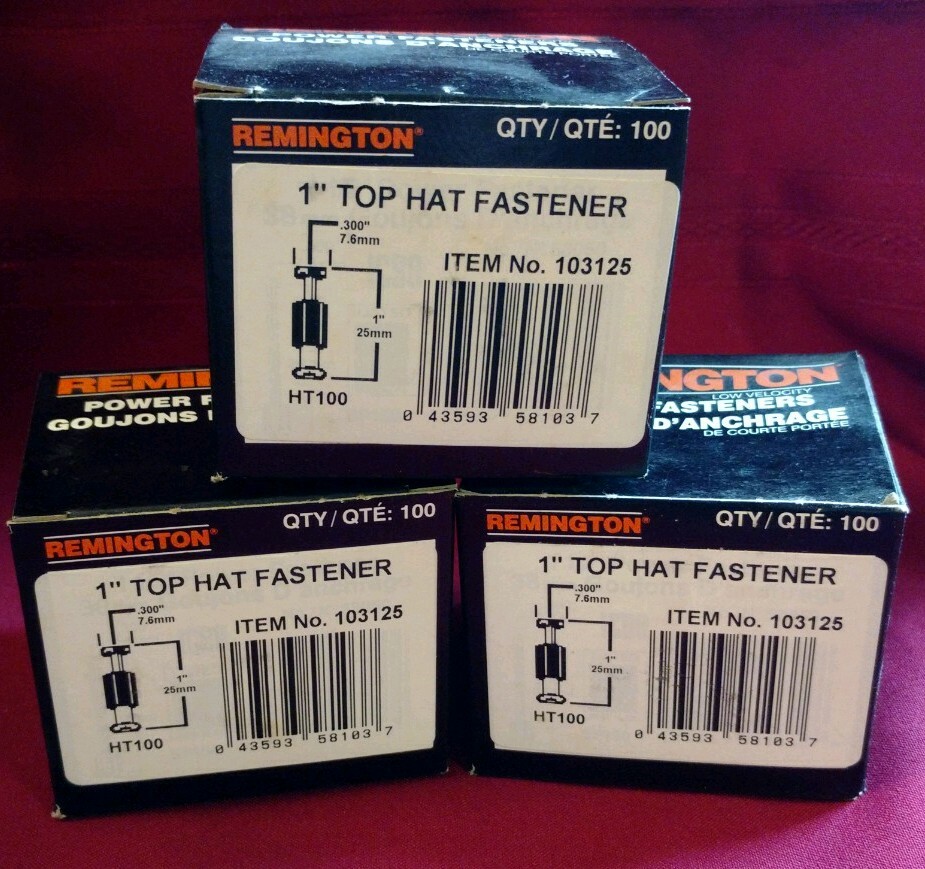 POWER FASTENERS
GOUJONS D'ANCHRAGE
DE COURTE PORTÉE
REMINGTON®
QTY / QTÉ: 100
1" TOP HAT FASTENER
.300"
7.6mm
ITEM No. 103125
1"
25mm
HT100
0 43593 58103 7
REMI
POWER F
GOUJONS
REMINGTON®
QTY / QTÉ: 100
1" TOP HAT FASTENER
.300"
7.6mm
ITEM No. 103125
1"
25mm
HT100
0 43593 58103 7
NGTON
LOW VELOCITY
FASTENERS
D'ANCHRAGE
DE COURTE PORTÉE
REMINGTON®
QTY / QTÉ: 100
1" TOP HAT FASTENER
.300"
7.6mm
ITEM No. 103125
1"
25mm
HT100
0 43593 58103 7